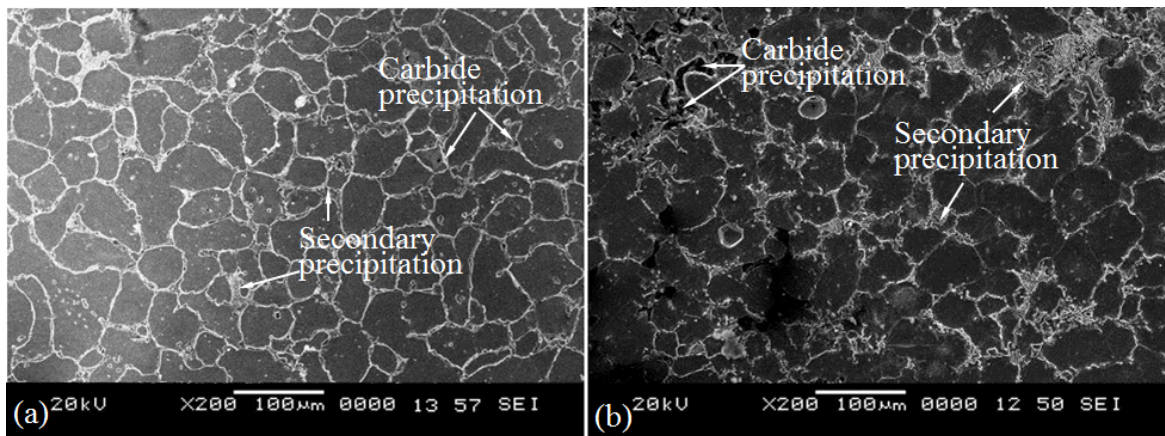 Carbide
precipitation
Secondary
precipitation
(a) 20kV X200 100µm 0000 13 57 SEI
Carbide
precipitation
Secondary
precipitation
(b) 20kV X200 100µm 0000 12 50 SEI